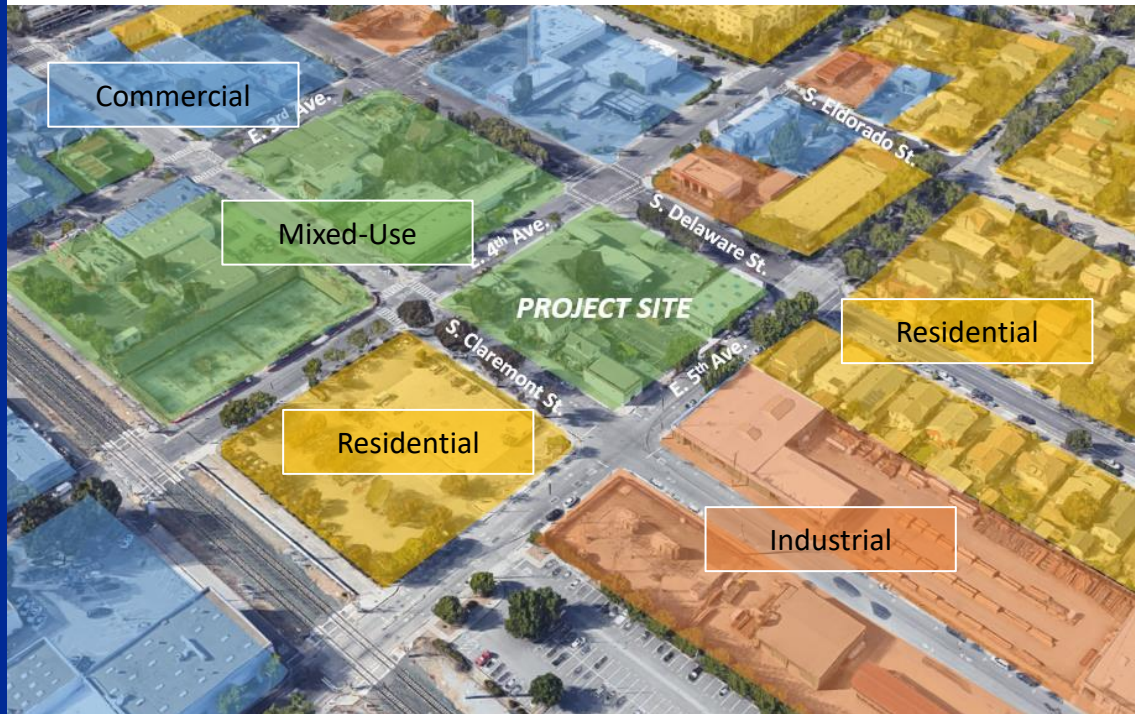 Commercial
E. 3rd Ave.
S. Eldorado St.
Mixed-Use
E. 4th Ave.
S. Delaware St.
PROJECT SITE
Residential
S. Claremont St.
E. 5th Ave.
Residential
Industrial